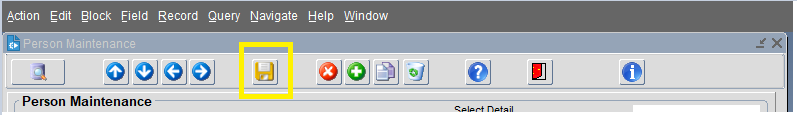 Action Edit Block Field Record Query Navigate Help Window
Person Maintenance
Person Maintenance
Select Detail